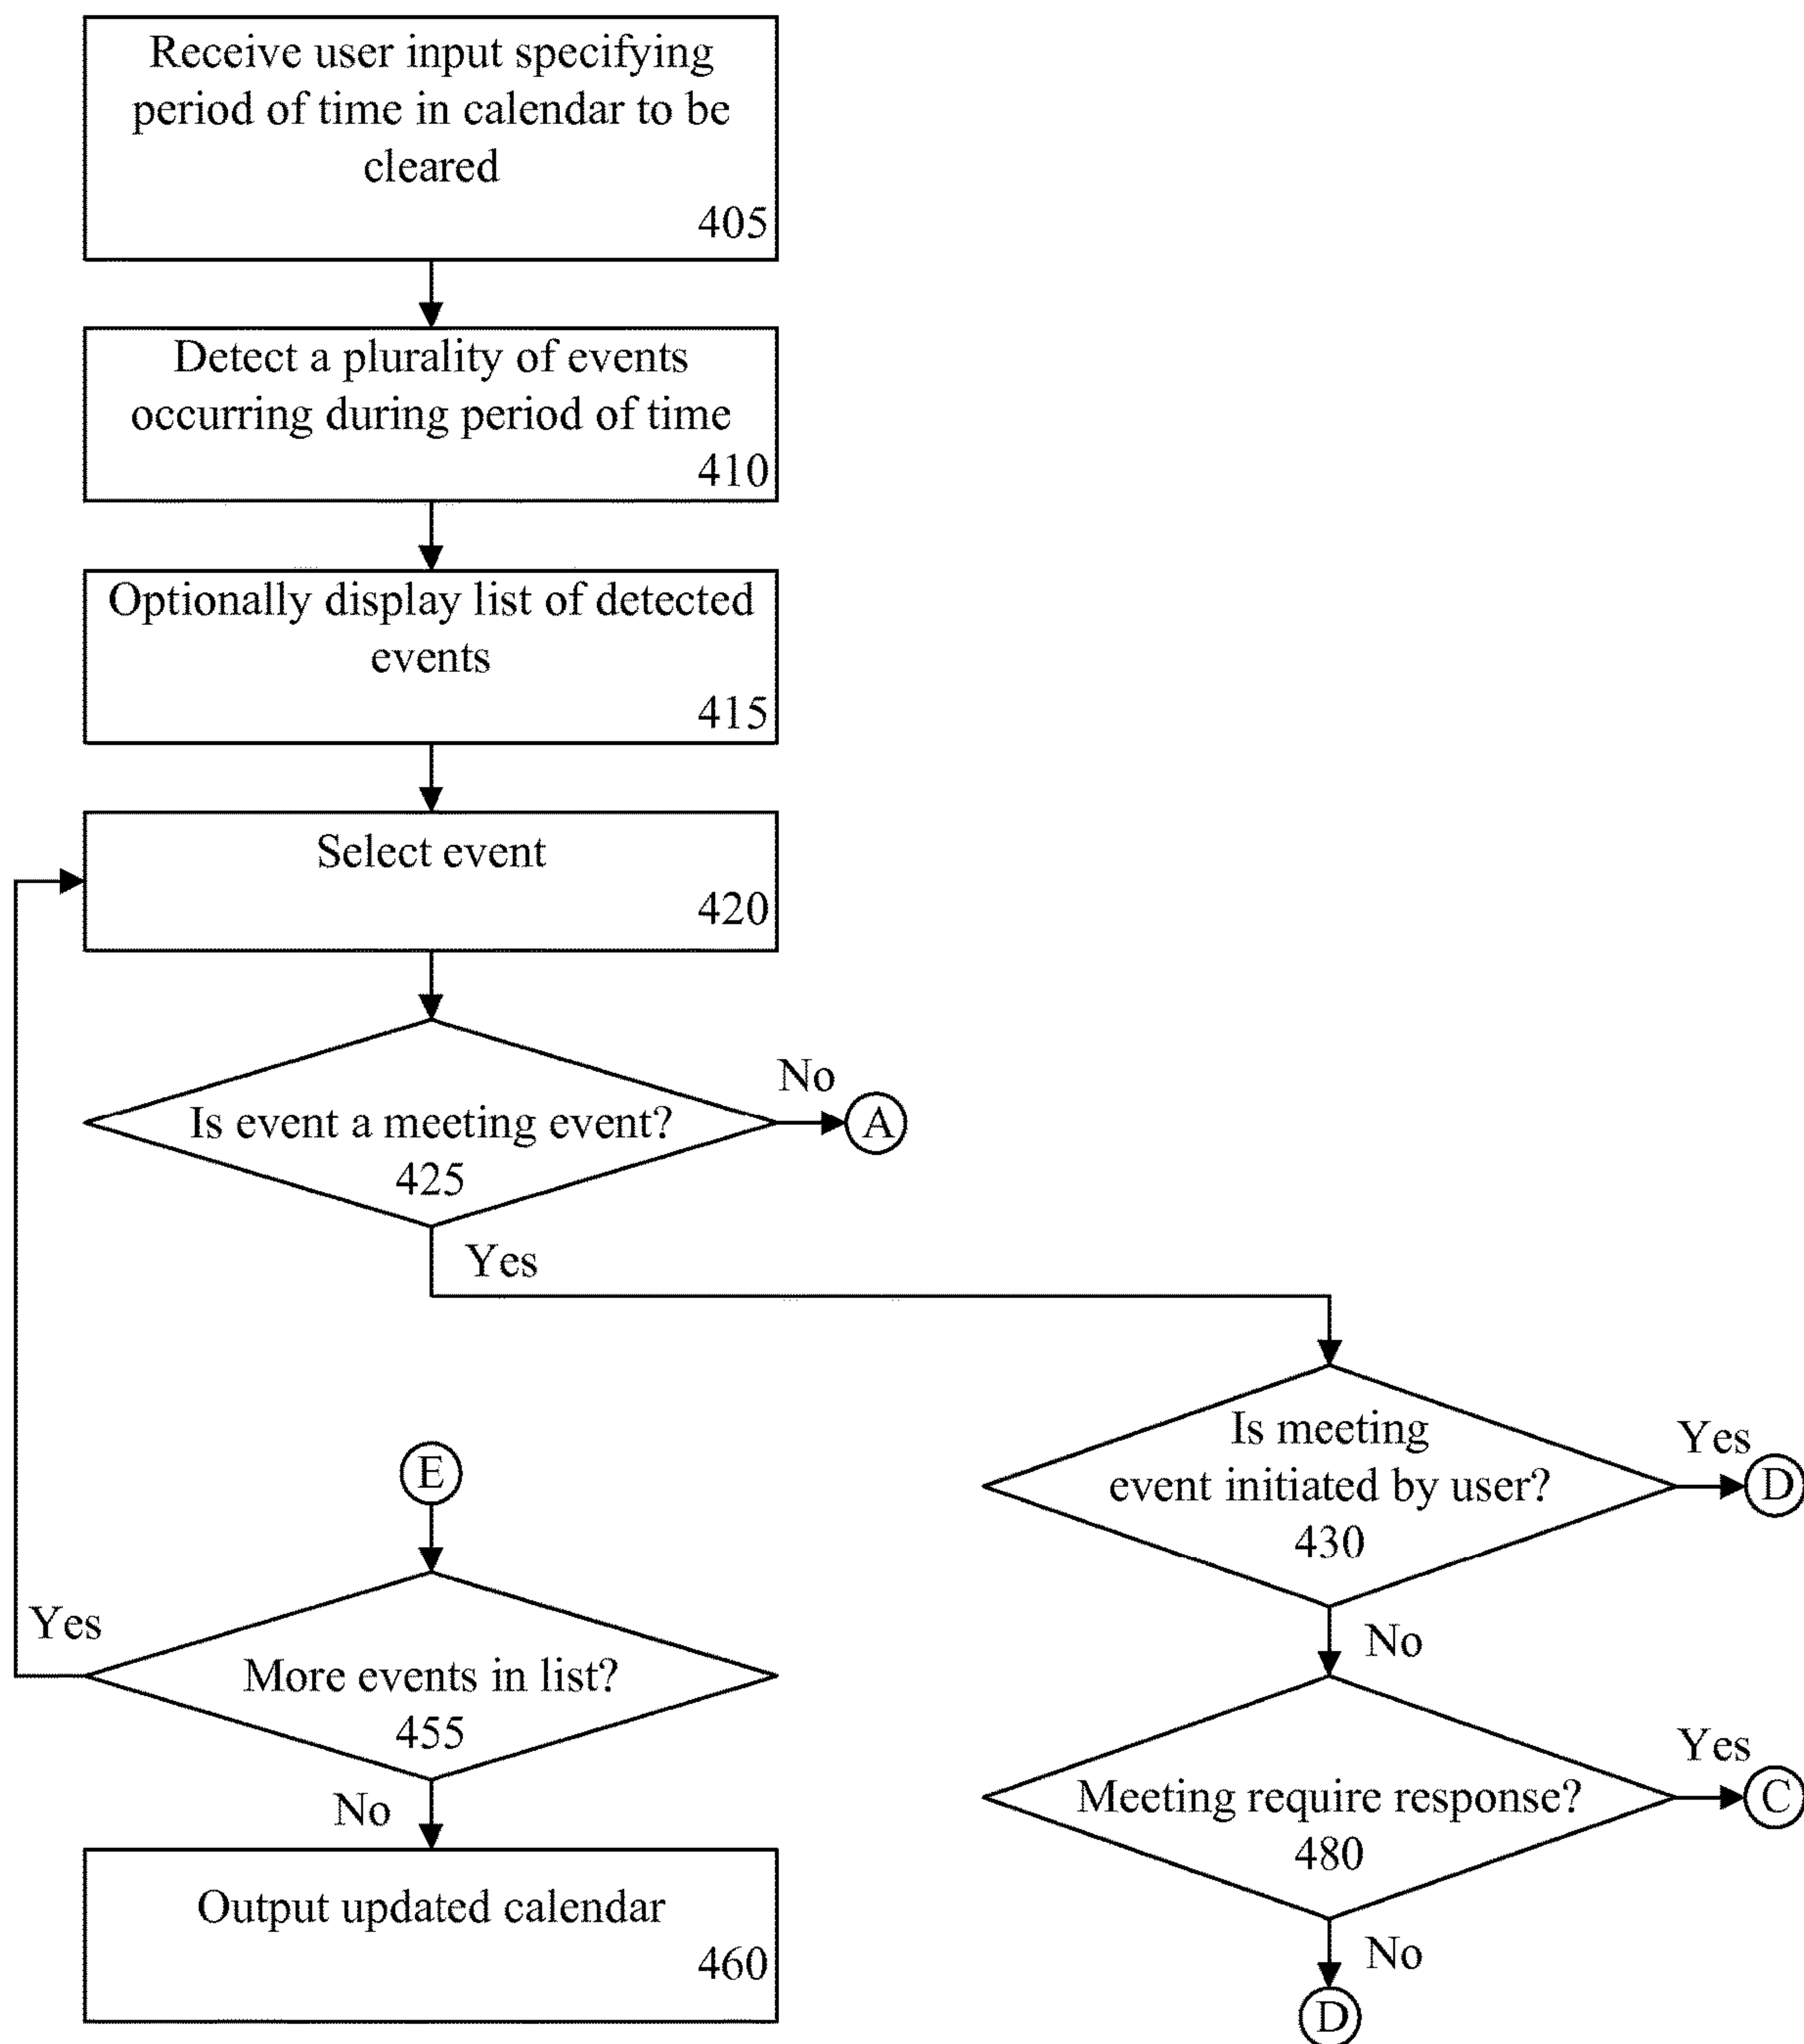 Receive user input specifying
period of time in calendar to be
cleared
405
Detect a plurality of events
occurring during period of time
410
Optionally display list of detected
events
415
Select event
420
Is event a meeting event?
425
No
A
Yes
Is meeting
event initiated by user?
430
Yes
D
No
Meeting require response?
480
Yes
C
No
D
E
More events in list?
455
Yes
No
Output updated calendar
460